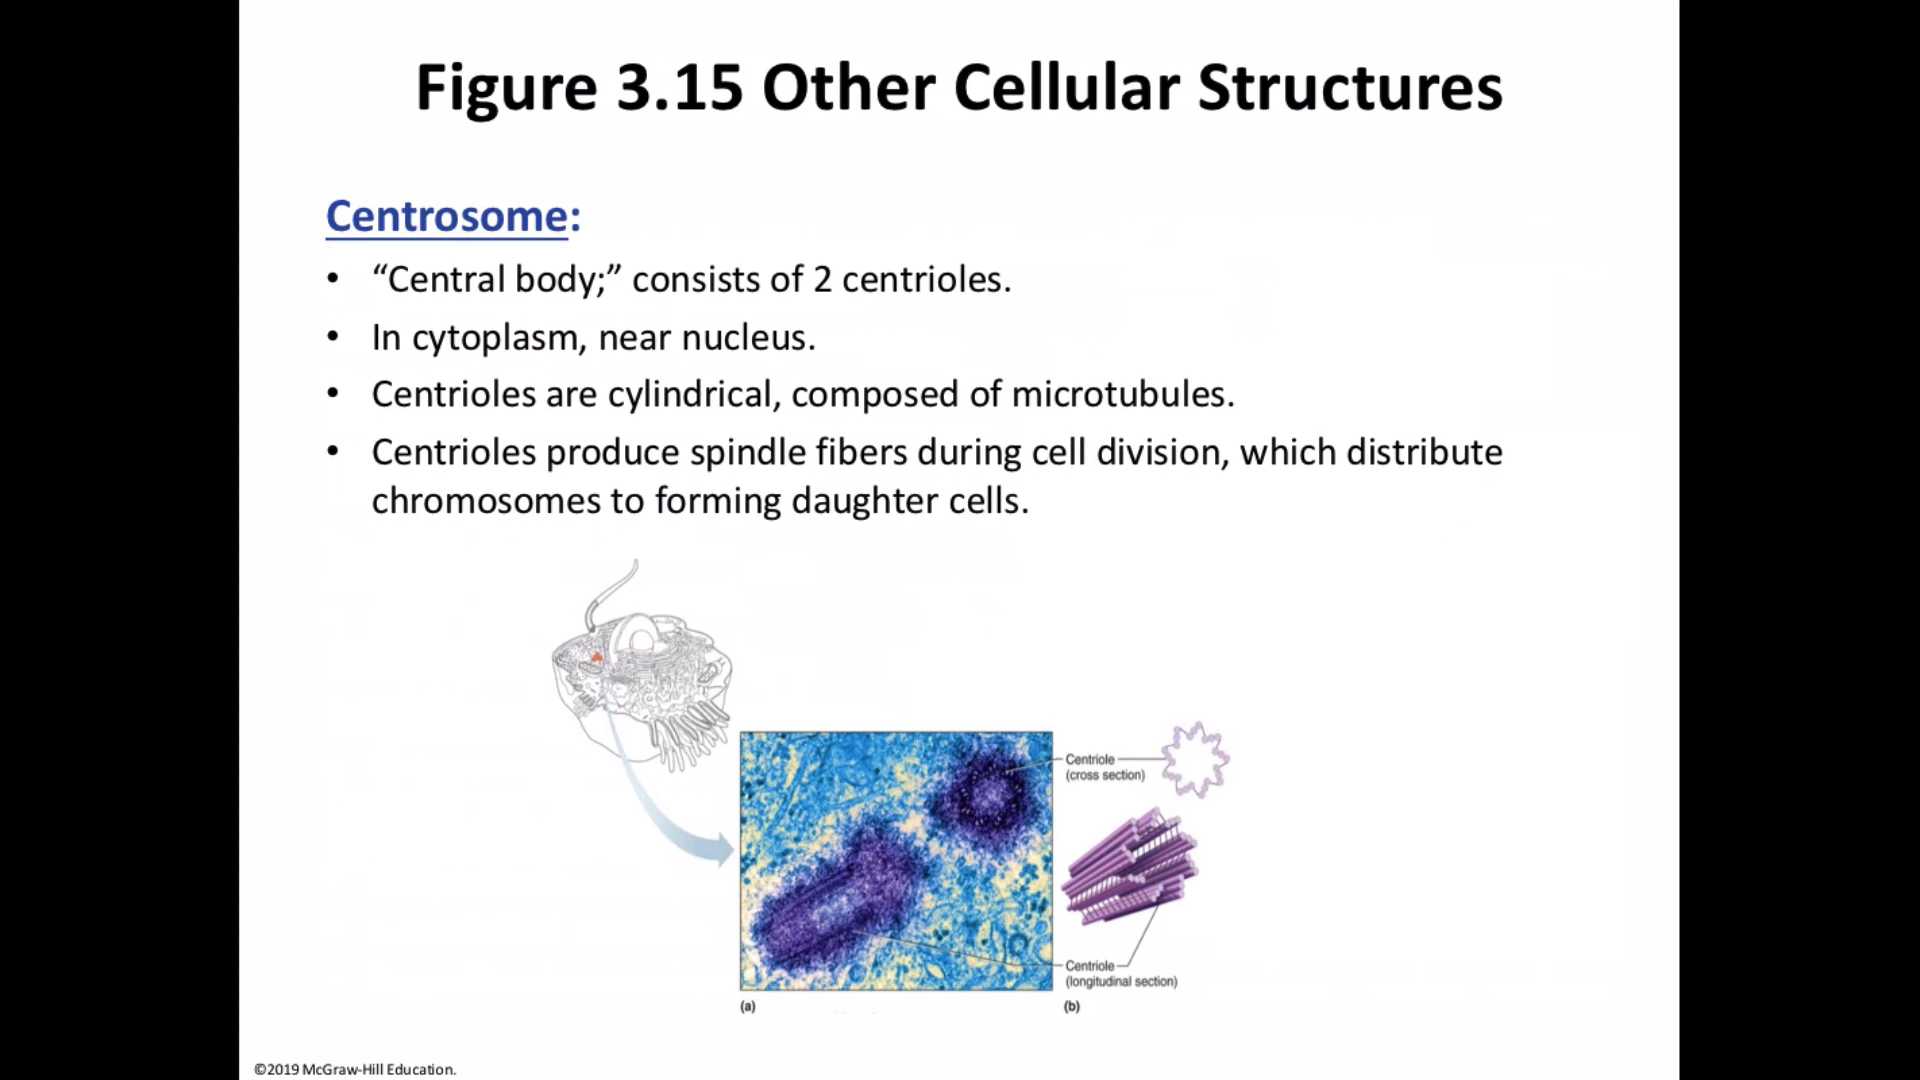 Figure 3.15 Other Cellular Structures
Centrosome:
• “Central body;” consists of 2 centrioles.
• In cytoplasm, near nucleus.
• Centrioles are cylindrical, composed of microtubules.
• Centrioles produce spindle fibers during cell division, which distribute
chromosomes to forming daughter cells.
Centriole
(cross section)
Centriole
(longitudinal section)
(a)
(b)
©2019 McGraw-Hill Education.